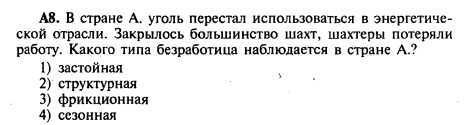 А8. В стране А. уголь перестал использоваться в энергетиче-
ской отрасли. Закрылось большинство шахт, шахтеры потеряли
работу. Какого типа безработица наблюдается в стране А.?
1) застойная
2) структурная
3) фрикционная
4) сезонная